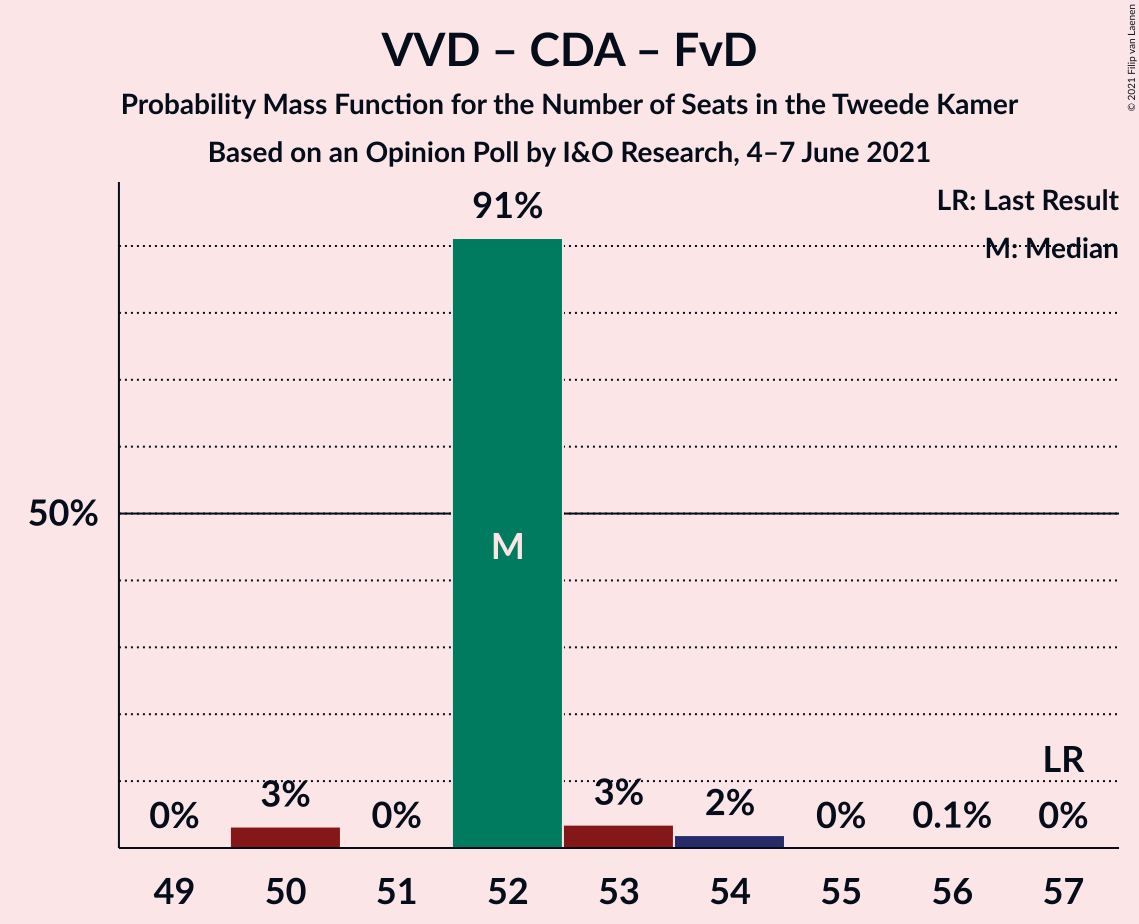 VVD – CDA – FvD
Probability Mass Function for the Number of Seats in the Tweede Kamer
Based on an Opinion Poll by I&O Research, 4–7 June 2021
© 2021 Filip van Laenen
LR: Last Result
M: Median
91%
50%
M
LR
0% 3% 0% 3% 2% 0% 0.1% 0%
49 50 51 52 53 54 55 56 57